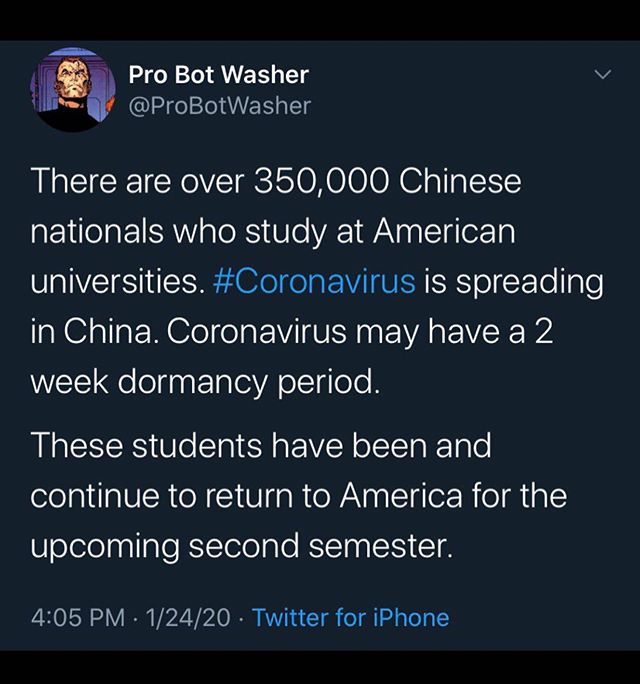 Pro Bot Washer
@ProBotWasher
There are over 350,000 Chinese
nationals who study at American
universities. #Coronavirus is spreading
in China. Coronavirus may have a 2
week dormancy period.
These students have been and
continue to return to America for the
upcoming second semester.
4:05 PM · 1/24/20 · Twitter for iPhone